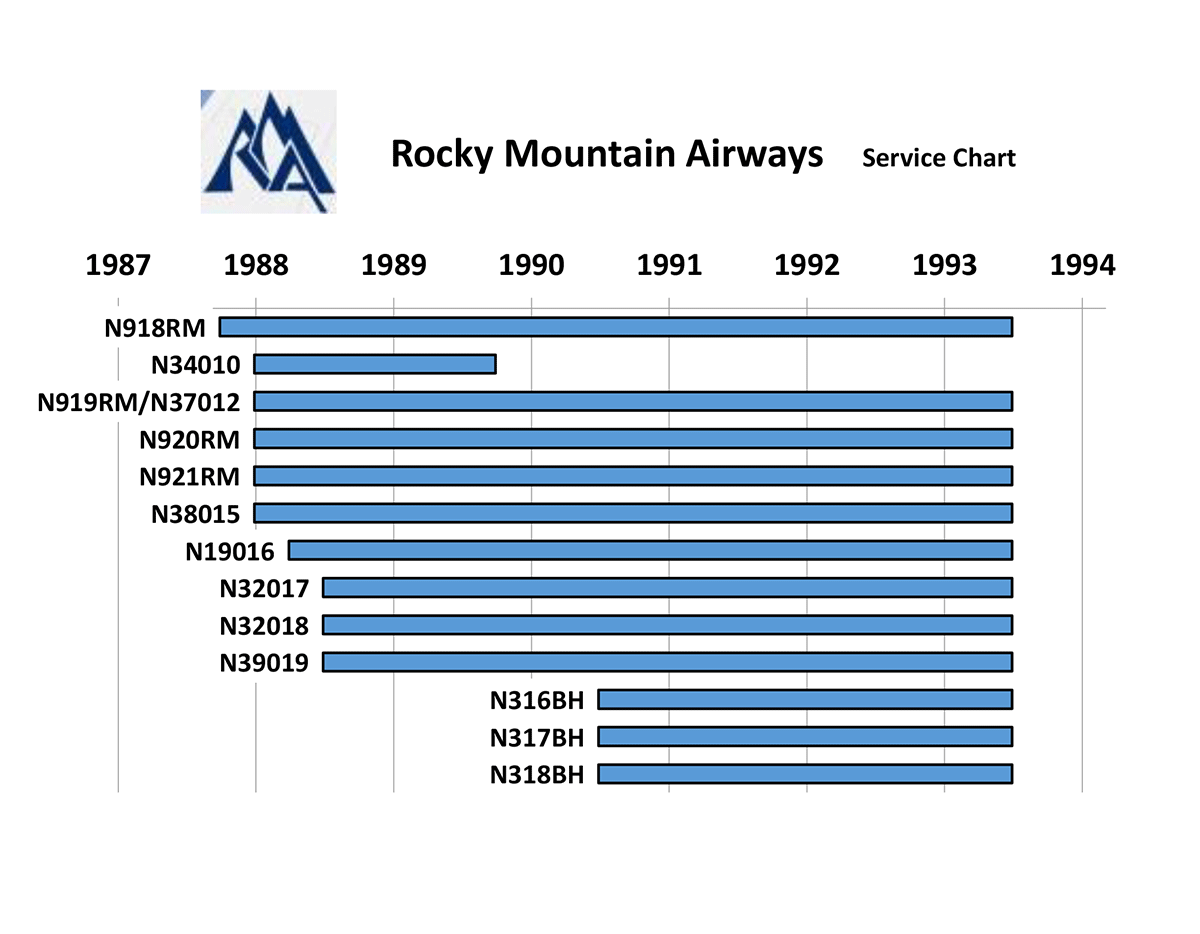 RMA
Rocky Mountain Airways Service Chart
1987 1988 1989 1990 1991 1992 1993 1994
N918RM
N34010
N919RM/N37012
N920RM
N921RM
N38015
N19016
N32017
N32018
N39019
N316BH
N317BH
N318BH